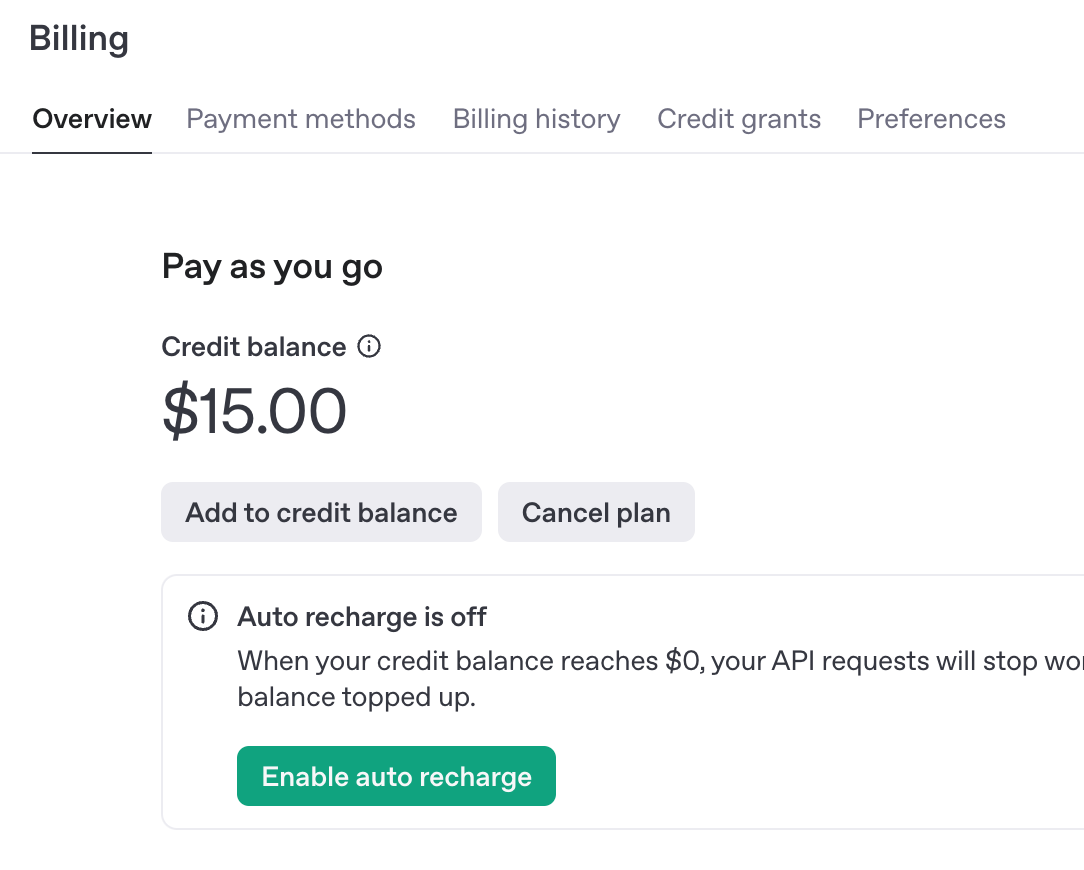 Billing
Overview Payment methods Billing history Credit grants Preferences
Pay as you go
Credit balance
$15.00
Add to credit balance Cancel plan
Auto recharge is off
When your credit balance reaches $0, your API requests will stop
balance topped up.
Enable auto recharge